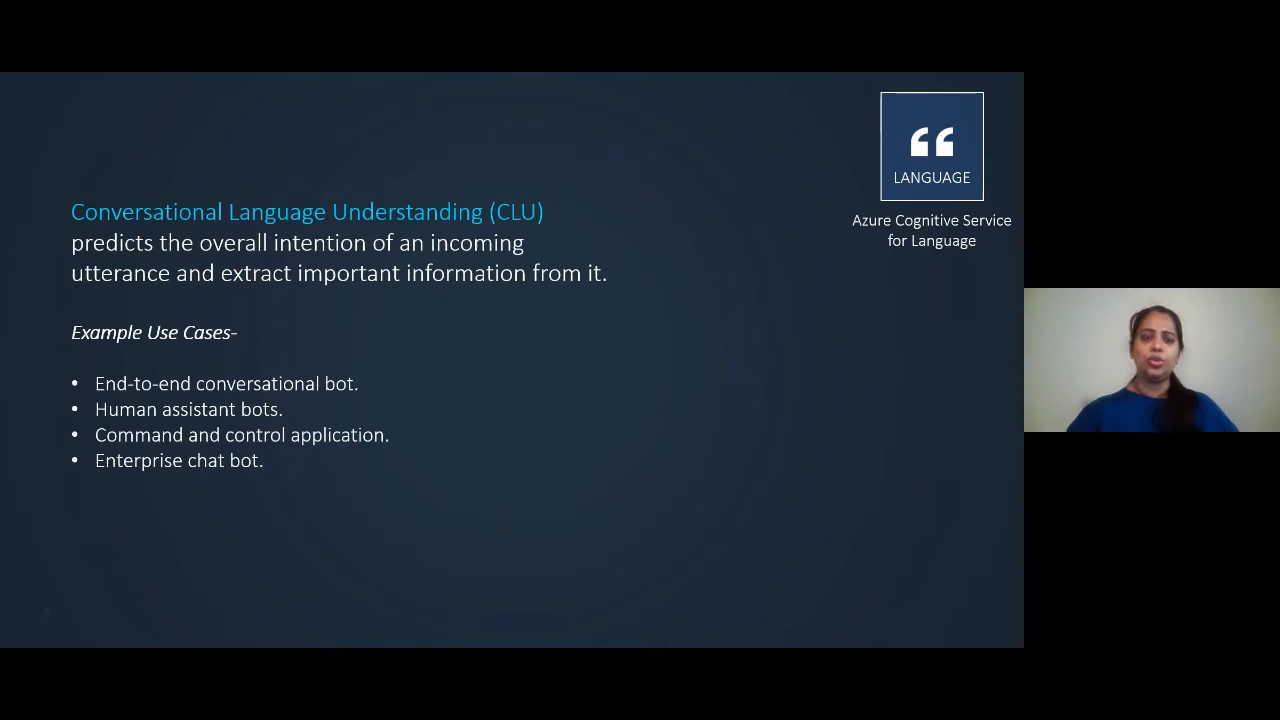 LANGUAGE
Azure Cognitive Service
for Language
Conversational Language Understanding (CLU)
predicts the overall intention of an incoming
utterance and extract important information from it.
Example Use Cases-
• End-to-end conversational bot.
• Human assistant bots.
• Command and control application.
• Enterprise chat bot.